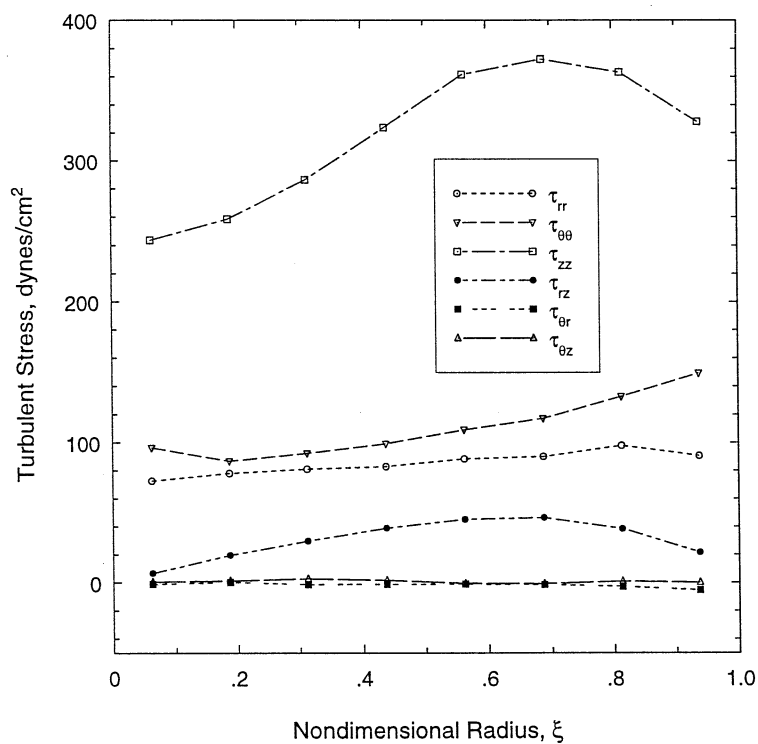 400
300
200
100
0
Turbulent Stress, dynes/cm²
τrr
τθθ
τzz
τrz
τθr
τθz
0 .2 .4 .6 .8 1.0
Nondimensional Radius, ξ